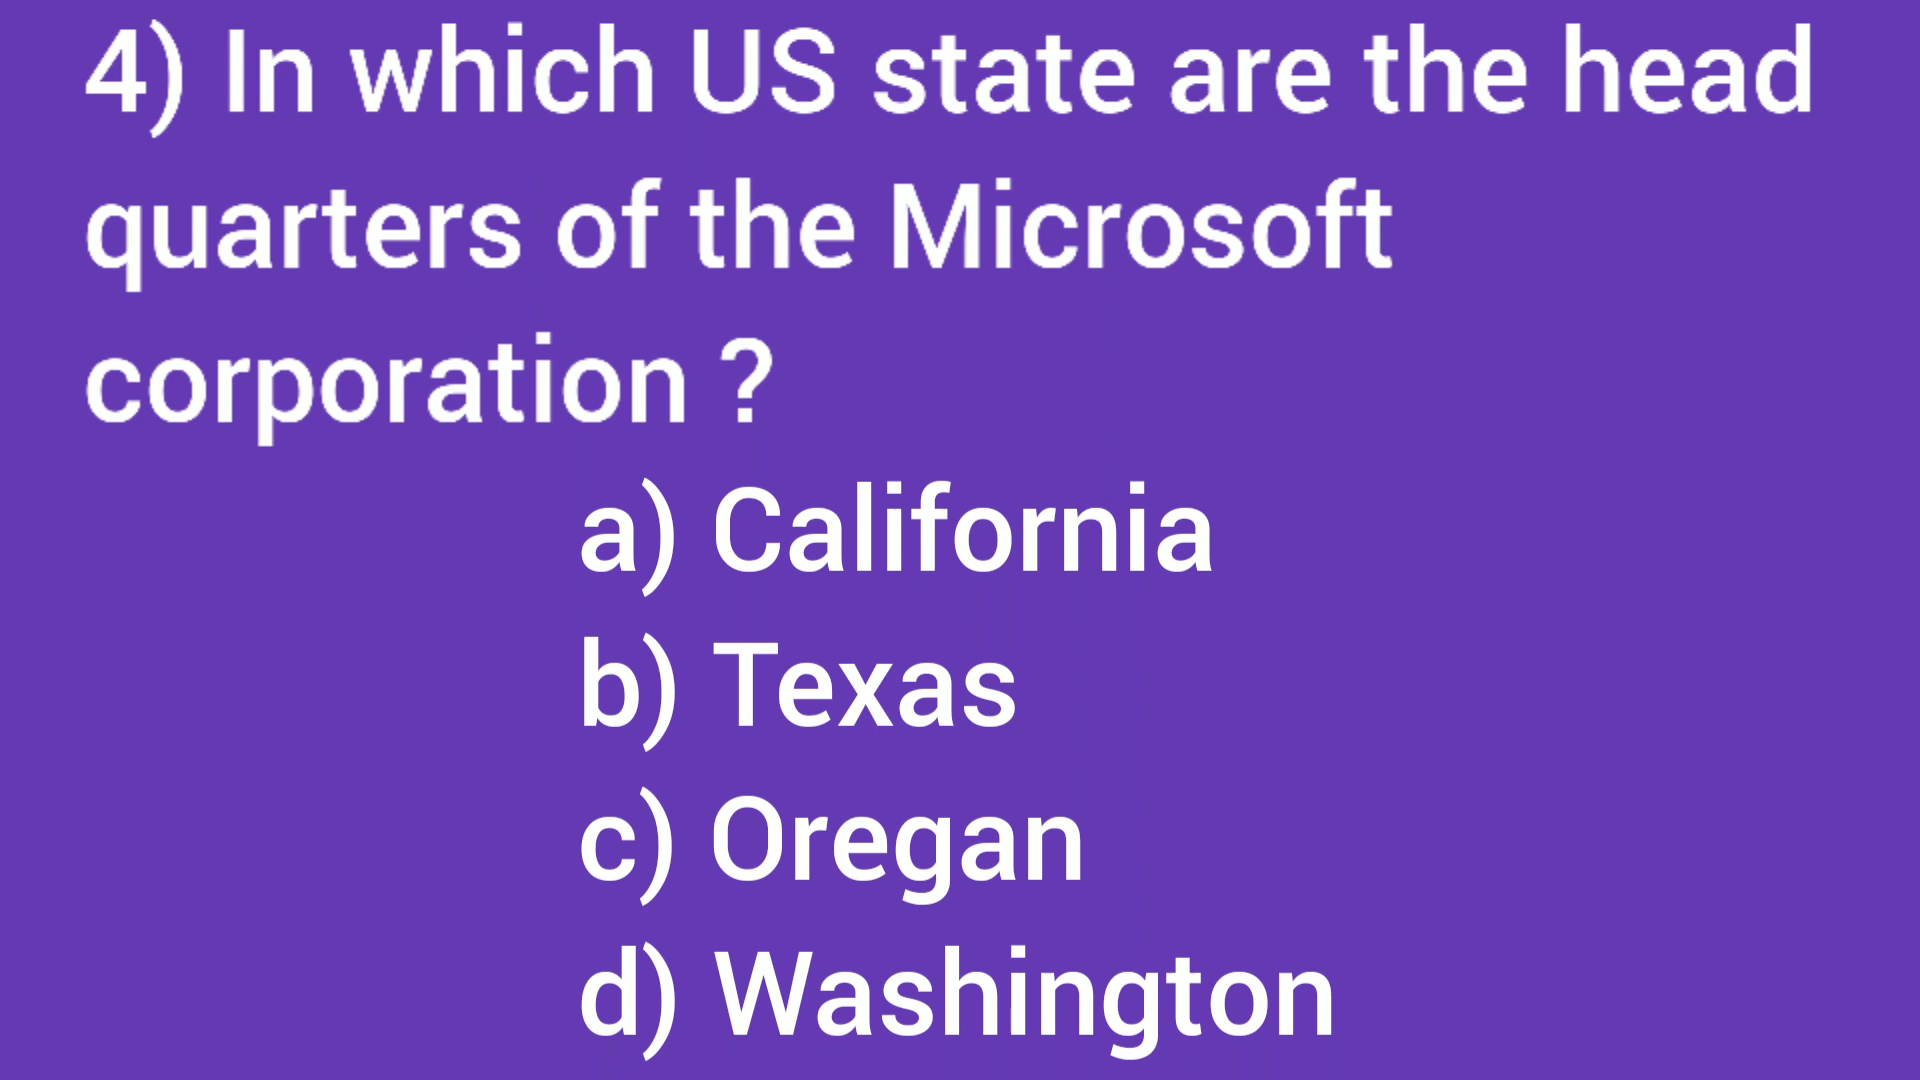 4) In which US state are the head
quarters of the Microsoft
corporation ?
a) California
b) Texas
c) Oregan
d) Washington